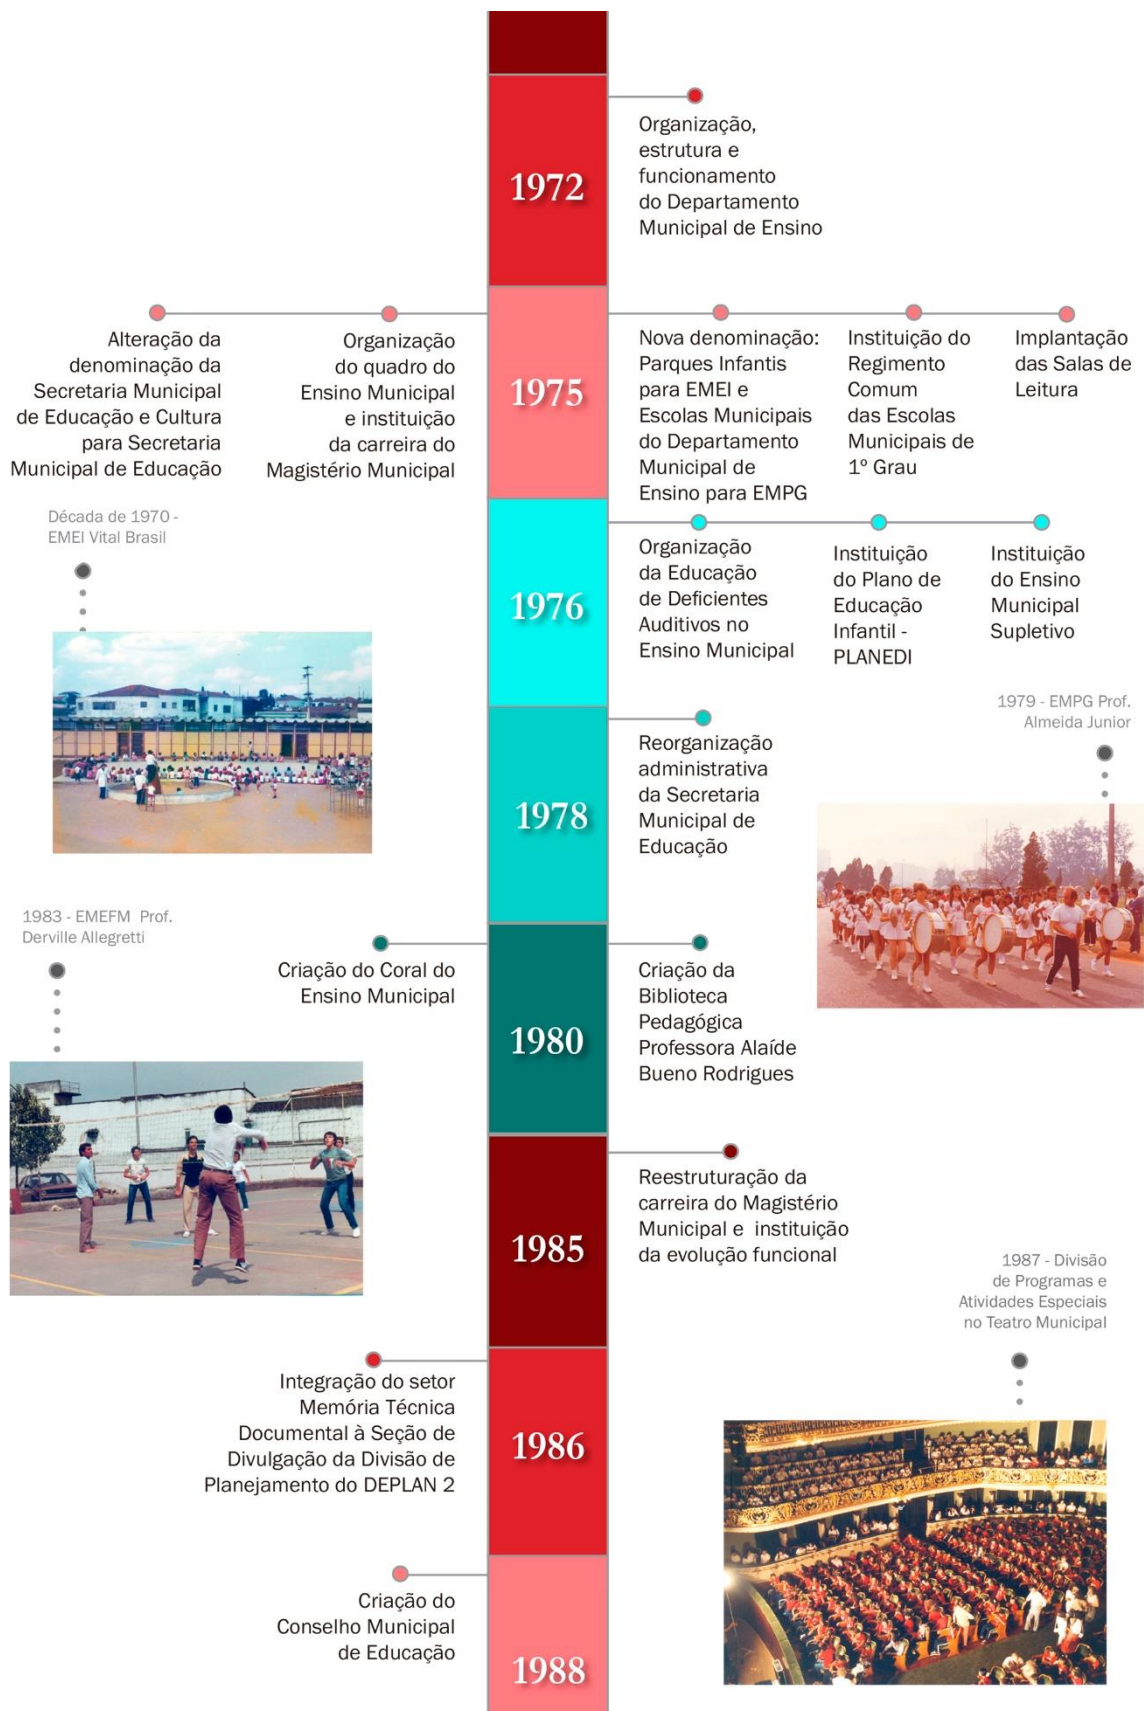 1972
Organização,
estrutura e
funcionamento
do Departamento
Municipal de Ensino
1975
Alteração da
denominação da
Secretaria Municipal
de Educação e Cultura
para Secretaria
Municipal de Educação
Organização
do quadro do
Ensino Municipal
e instituição
da carreira do
Magistério Municipal
Nova denominação:
Parques Infantis
para EMEI e
Escolas Municipais
do Departamento
Municipal de
Ensino para EMPG
Instituição do
Regimento
Comum
das Escolas
Municipais de
1º Grau
Implantação
das Salas de
Leitura
Década de 1970 -
EMEI Vital Brasil
1976
Organização
da Educação
de Deficientes
Auditivos no
Ensino Municipal
Instituição
do Plano de
Educação
Infantil -
PLANEDI
Instituição
do Ensino
Municipal
Supletivo
1978
Reorganização
administrativa
da Secretaria
Municipal de
Educação
1979 - EMPG Prof.
Almeida Junior
1983 - EMEFM  Prof.
Derville Allegretti
1980
Criação do Coral do
Ensino Municipal
Criação da
Biblioteca
Pedagógica
Professora Alaíde
Bueno Rodrigues
1985
Reestruturação da
carreira do Magistério
Municipal e  instituição
da evolução funcional
1987 - Divisão
de Programas e
Atividades Especiais
no Teatro Municipal
1986
Integração do setor
Memória Técnica
Documental à Seção de
Divulgação da Divisão de
Planejamento do DEPLAN 2
1988
Criação do
Conselho Municipal
de Educação